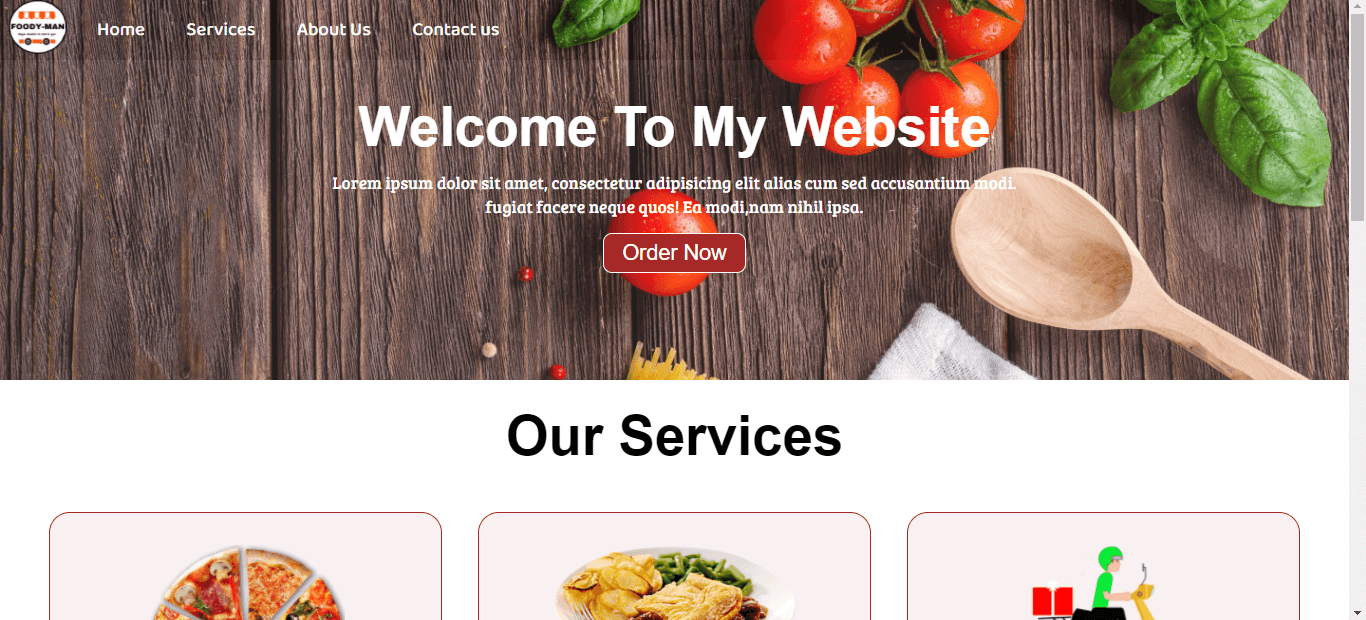 FOODY-MAN
Home
Services
About Us
Contact us
Welcome To My Website
Lorem ipsum dolor sit amet, consectetur adipisicing elit alias cum sed accusantium modi.
fugiat facere neque quos! Ea modi,nam nihil ipsa.
Order Now
Our Services